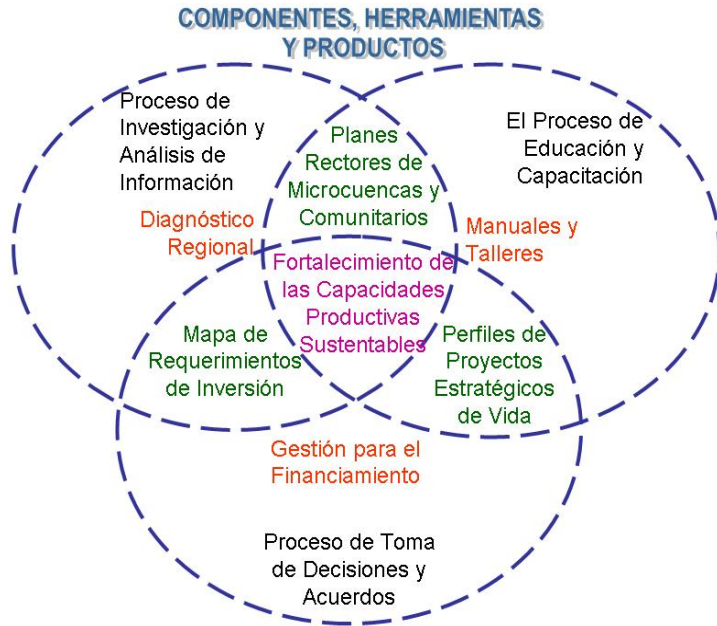 COMPONENTES, HERRAMIENTAS
Y PRODUCTOS
Proceso de
Investigación y
Análisis de
Información
Diagnóstico
Regional
Planes
Rectores de
Microcuencas y
Comunitarios
El Proceso de
Educación y
Capacitación
Manuales y
Talleres
Fortalecimiento de
las Capacidades
Productivas
Sustentables
Mapa de
Requerimientos
de Inversión
Perfiles de
Proyectos
Estratégicos
de Vida
Gestión para el
Financiamiento
Proceso de Toma
de Decisiones y
Acuerdos